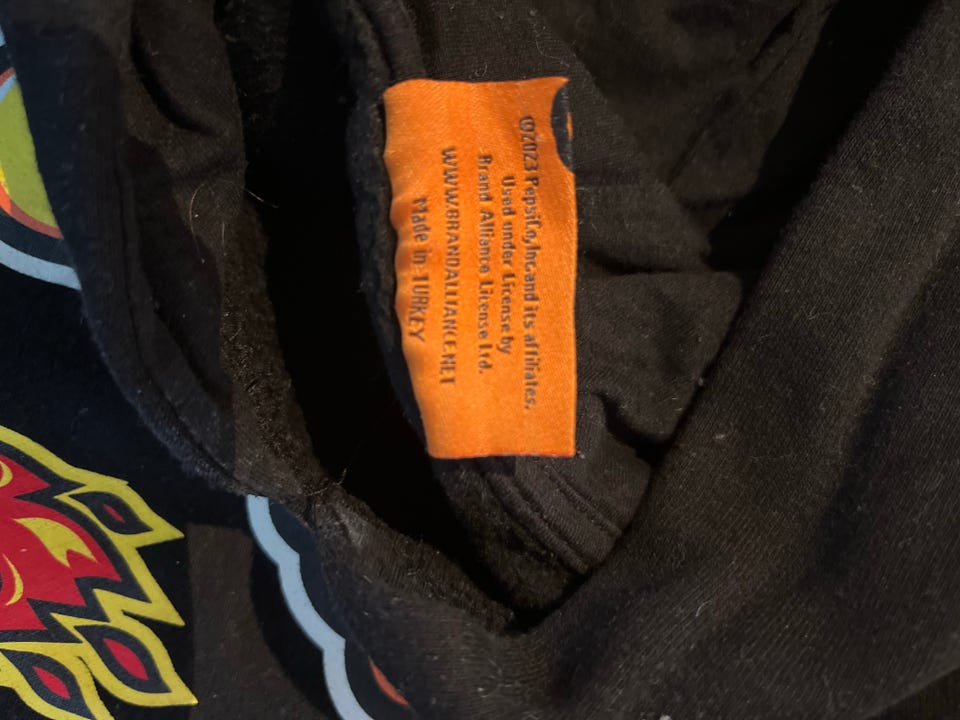 ©2023 PepsiCo,Inc.and its affiliates.
Used under License by
Brand Alliance License Ltd.
WWW.BRANDALLIANCE.NET
Made in TURKEY